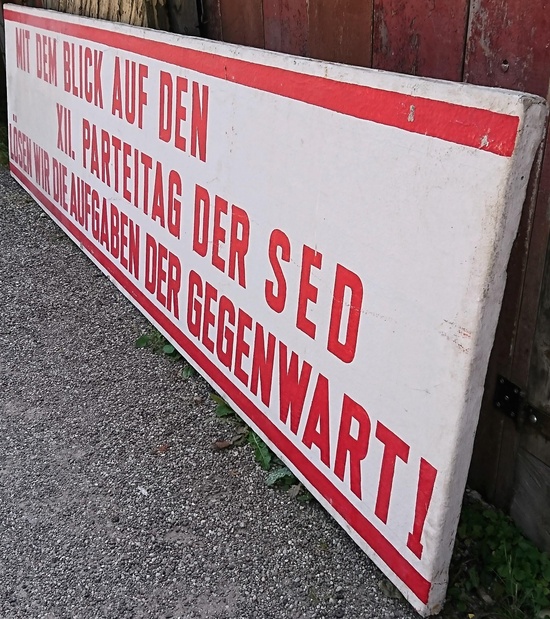 MIT DEM BLICK AUF DEN
XII. PARTEITAG DER SED
LÖSEN WIR DIE AUFGABEN DER GEGENWART!